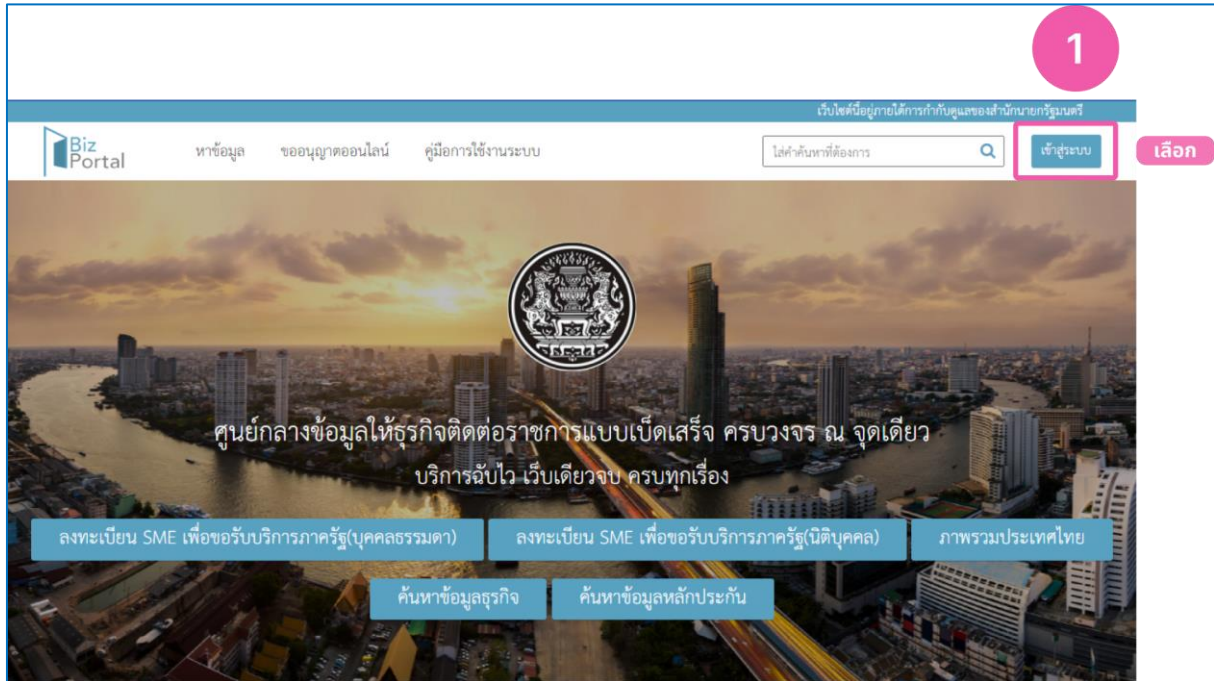 1
เว็บไซต์นี้อยู่ภายใต้การกำกับดูแลของสำนักนายกรัฐมนตรี
Biz
Portal
หาข้อมูล
ขออนุญาตออนไลน์
คู่มือการใช้งานระบบ
ใส่คำค้นหาที่ต้องการ
เข้าสู่ระบบ
เลือก
ศูนย์กลางข้อมูลให้ธุรกิจติดต่อราชการแบบเบ็ดเสร็จ ครบวงจร ณ จุดเดียว
บริการฉับไว เว็บเดียวจบ ครบทุกเรื่อง
ลงทะเบียน SME เพื่อขอรับบริการภาครัฐ(บุคคลธรรมดา)
ลงทะเบียน SME เพื่อขอรับบริการภาครัฐ(นิติบุคคล)
ภาพรวมประเทศไทย
ค้นหาข้อมูลธุรกิจ
ค้นหาข้อมูลหลักประกัน